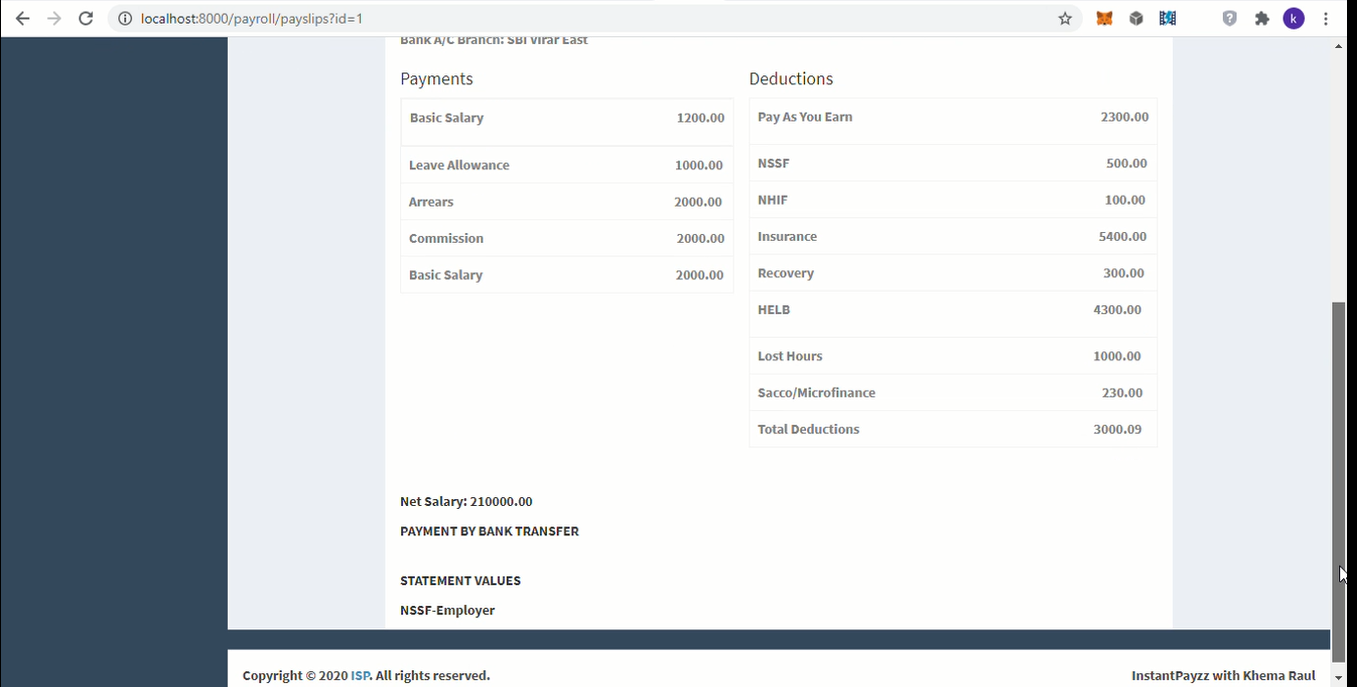 localhost:8000/payroll/payslips?id=1
k
Bank A/C Branch: SBI Virar East
Payments
Basic Salary 1200.00
Leave Allowance 1000.00
Arrears 2000.00
Commission 2000.00
Basic Salary 2000.00
Deductions
Pay As You Earn 2300.00
NSSF 500.00
NHIF 100.00
Insurance 5400.00
Recovery 300.00
HELB 4300.00
Lost Hours 1000.00
Sacco/Microfinance 230.00
Total Deductions 3000.09
Net Salary: 210000.00
PAYMENT BY BANK TRANSFER
STATEMENT VALUES
NSSF-Employer
Copyright © 2020 ISP. All rights reserved. InstantPayzz with Khema Raul